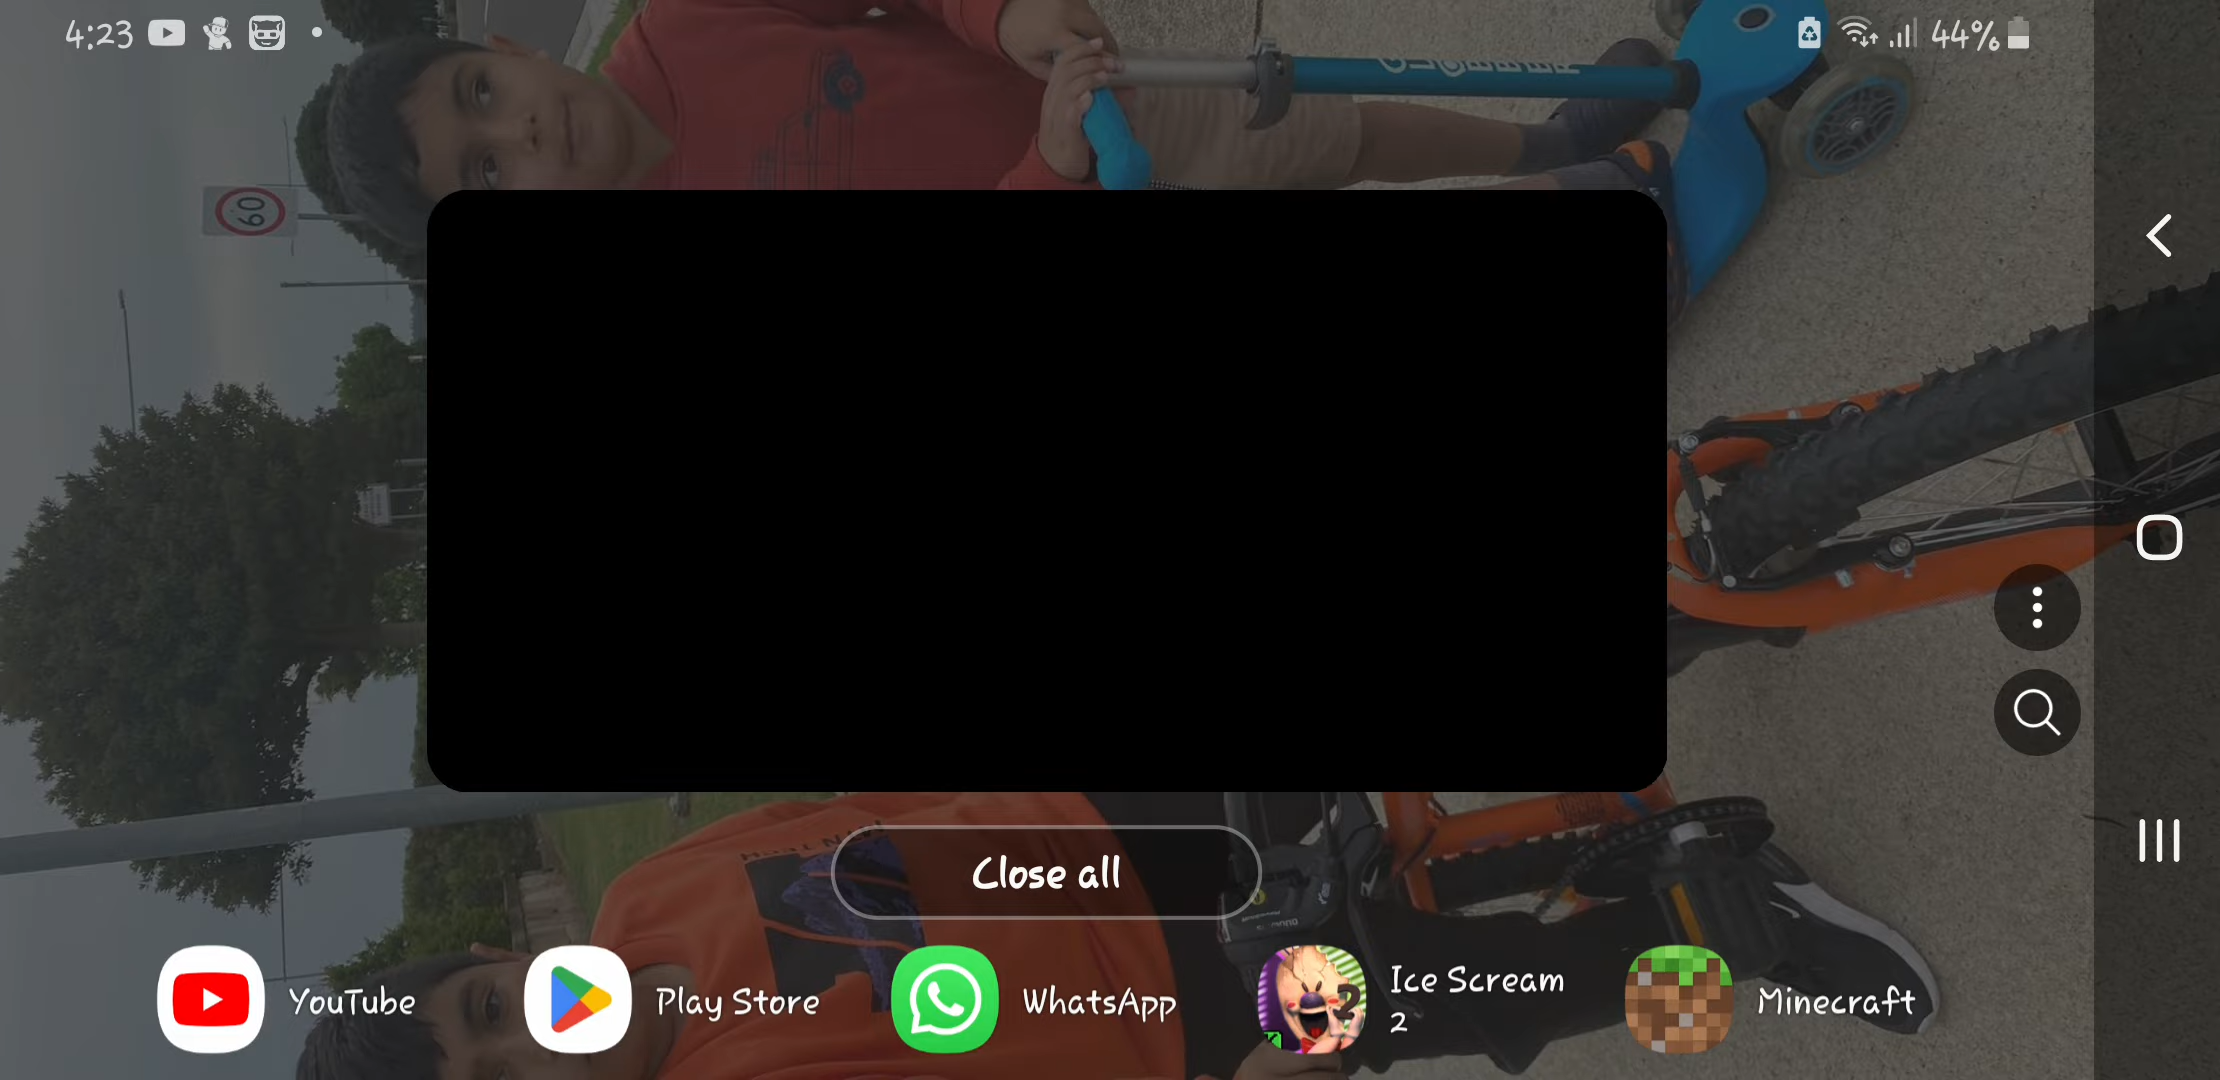 4:23
44%
60
Close all
YouTube
Play Store
WhatsApp
Ice Scream
2
Minecraft